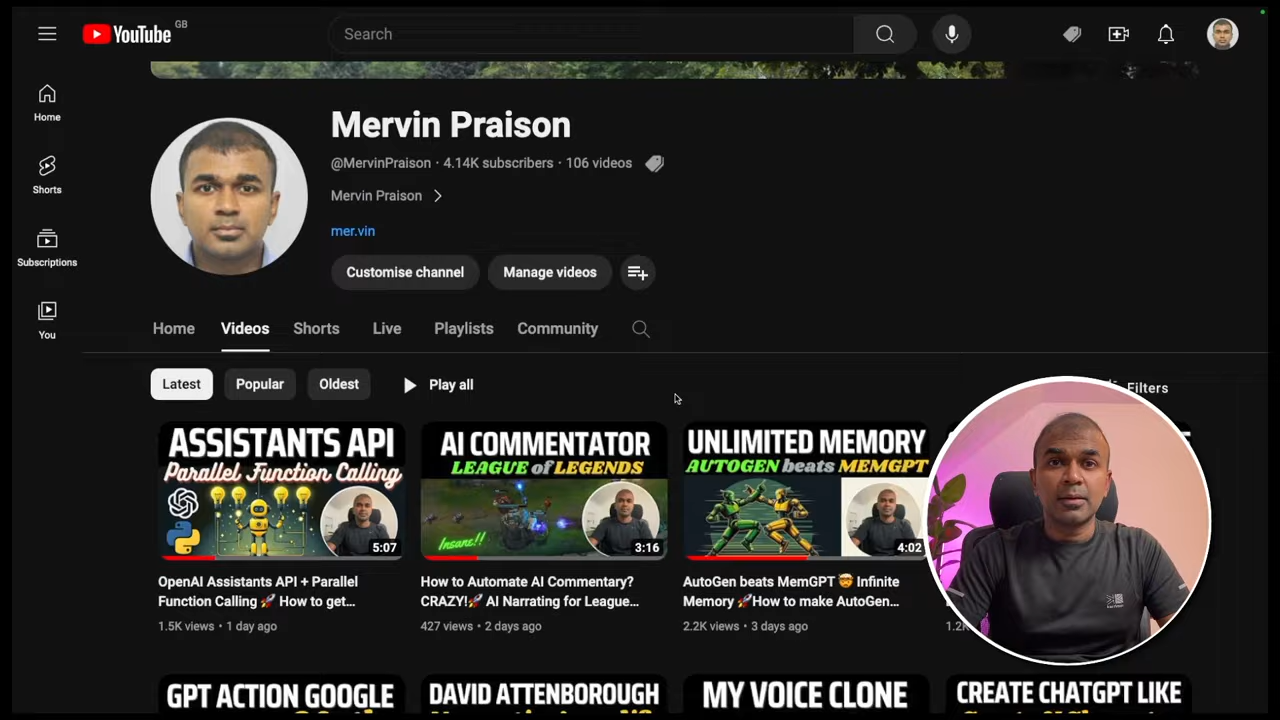 YouTube GB
Search
Home
Shorts
Subscriptions
You
Mervin Praison
@MervinPraison · 4.14K subscribers · 106 videos
Mervin Praison
mer.vin
Customise channel
Manage videos
Home
Videos
Shorts
Live
Playlists
Community
Latest
Popular
Oldest
Play all
Filters
ASSISTANTS API
Parallel Function Calling
5:07
OpenAI Assistants API + Parallel
Function Calling 🚀 How to get...
1.5K views · 1 day ago
AI COMMENTATOR
LEAGUE of LEGENDS
Insane!!
3:16
How to Automate AI Commentary?
CRAZY!🚀 AI Narrating for League...
427 views · 2 days ago
UNLIMITED MEMORY
AUTOGEN beats MEMGPT
4:02
AutoGen beats MemGPT 🤯 Infinite
Memory 🚀How to make AutoGen...
2.2K views · 3 days ago
GPT ACTION GOOGLE
DAVID ATTENBOROUGH
MY VOICE CLONE
CREATE CHATGPT LIKE